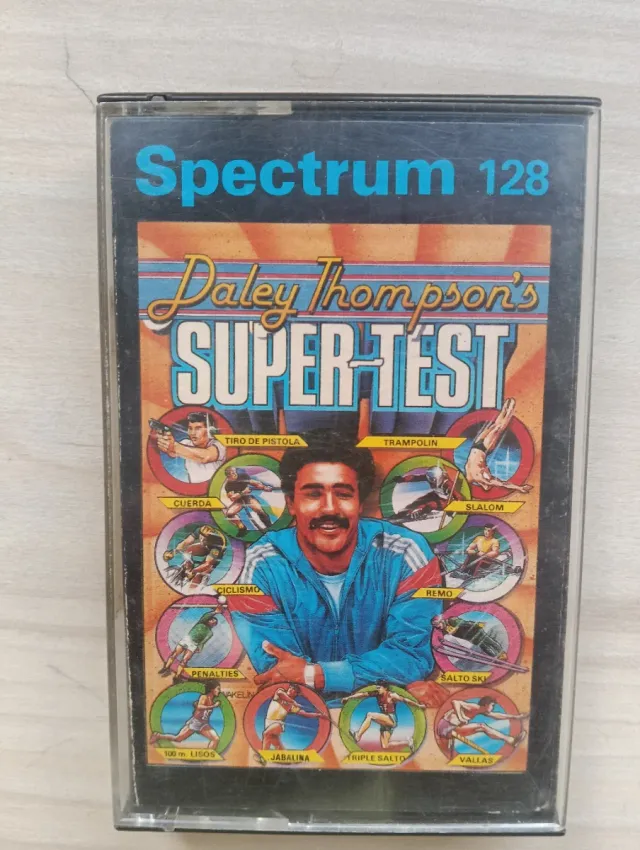 Spectrum 128
Daley Thompson's
SUPER-TEST
TIRO DE PISTOLA
TRAMPOLIN
CUERDA
SLALOM
CICLISMO
REMO
PENALTIES
SALTO SKI
WAKELIN
100 m. LISOS
JABALINA
TRIPLE SALTO
VALLAS